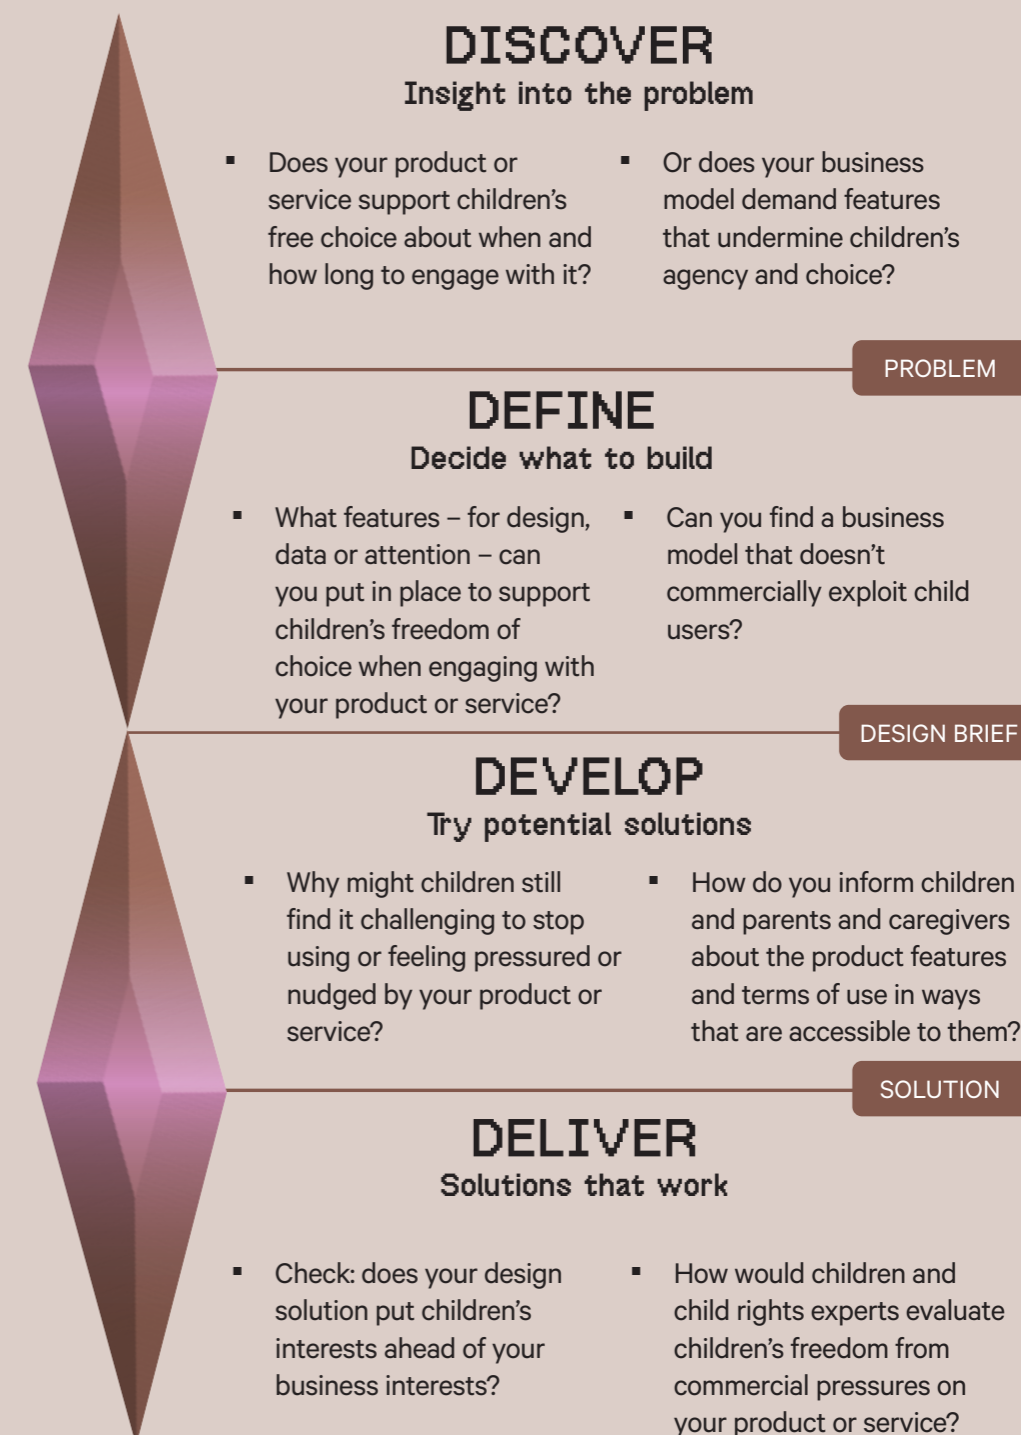 DISCOVER
Insight into the problem
▪ Does your product or
service support children’s
free choice about when and
how long to engage with it?
▪ Or does your business
model demand features
that undermine children’s
agency and choice?
PROBLEM
DEFINE
Decide what to build
▪ What features – for design,
data or attention – can
you put in place to support
children’s freedom of
choice when engaging with
your product or service?
▪ Can you find a business
model that doesn’t
commercially exploit child
users?
DESIGN BRIEF
DEVELOP
Try potential solutions
▪ Why might children still
find it challenging to stop
using or feeling pressured or
nudged by your product or
service?
▪ How do you inform children
and parents and caregivers
about the product features
and terms of use in ways
that are accessible to them?
SOLUTION
DELIVER
Solutions that work
▪ Check: does your design
solution put children’s
interests ahead of your
business interests?
▪ How would children and
child rights experts evaluate
children’s freedom from
commercial pressures on
your product or service?